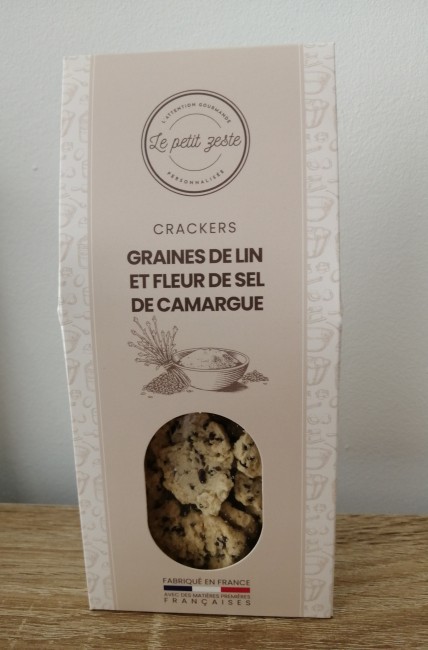 L'ATTENTION GOURMANDE
Le petit zeste
PERSONNALISÉE
CRACKERS
GRAINES DE LIN
ET FLEUR DE SEL
DE CAMARGUE
FABRIQUÉ EN FRANCE
AVEC DES MATIÈRES PREMIÈRES
FRANÇAISES